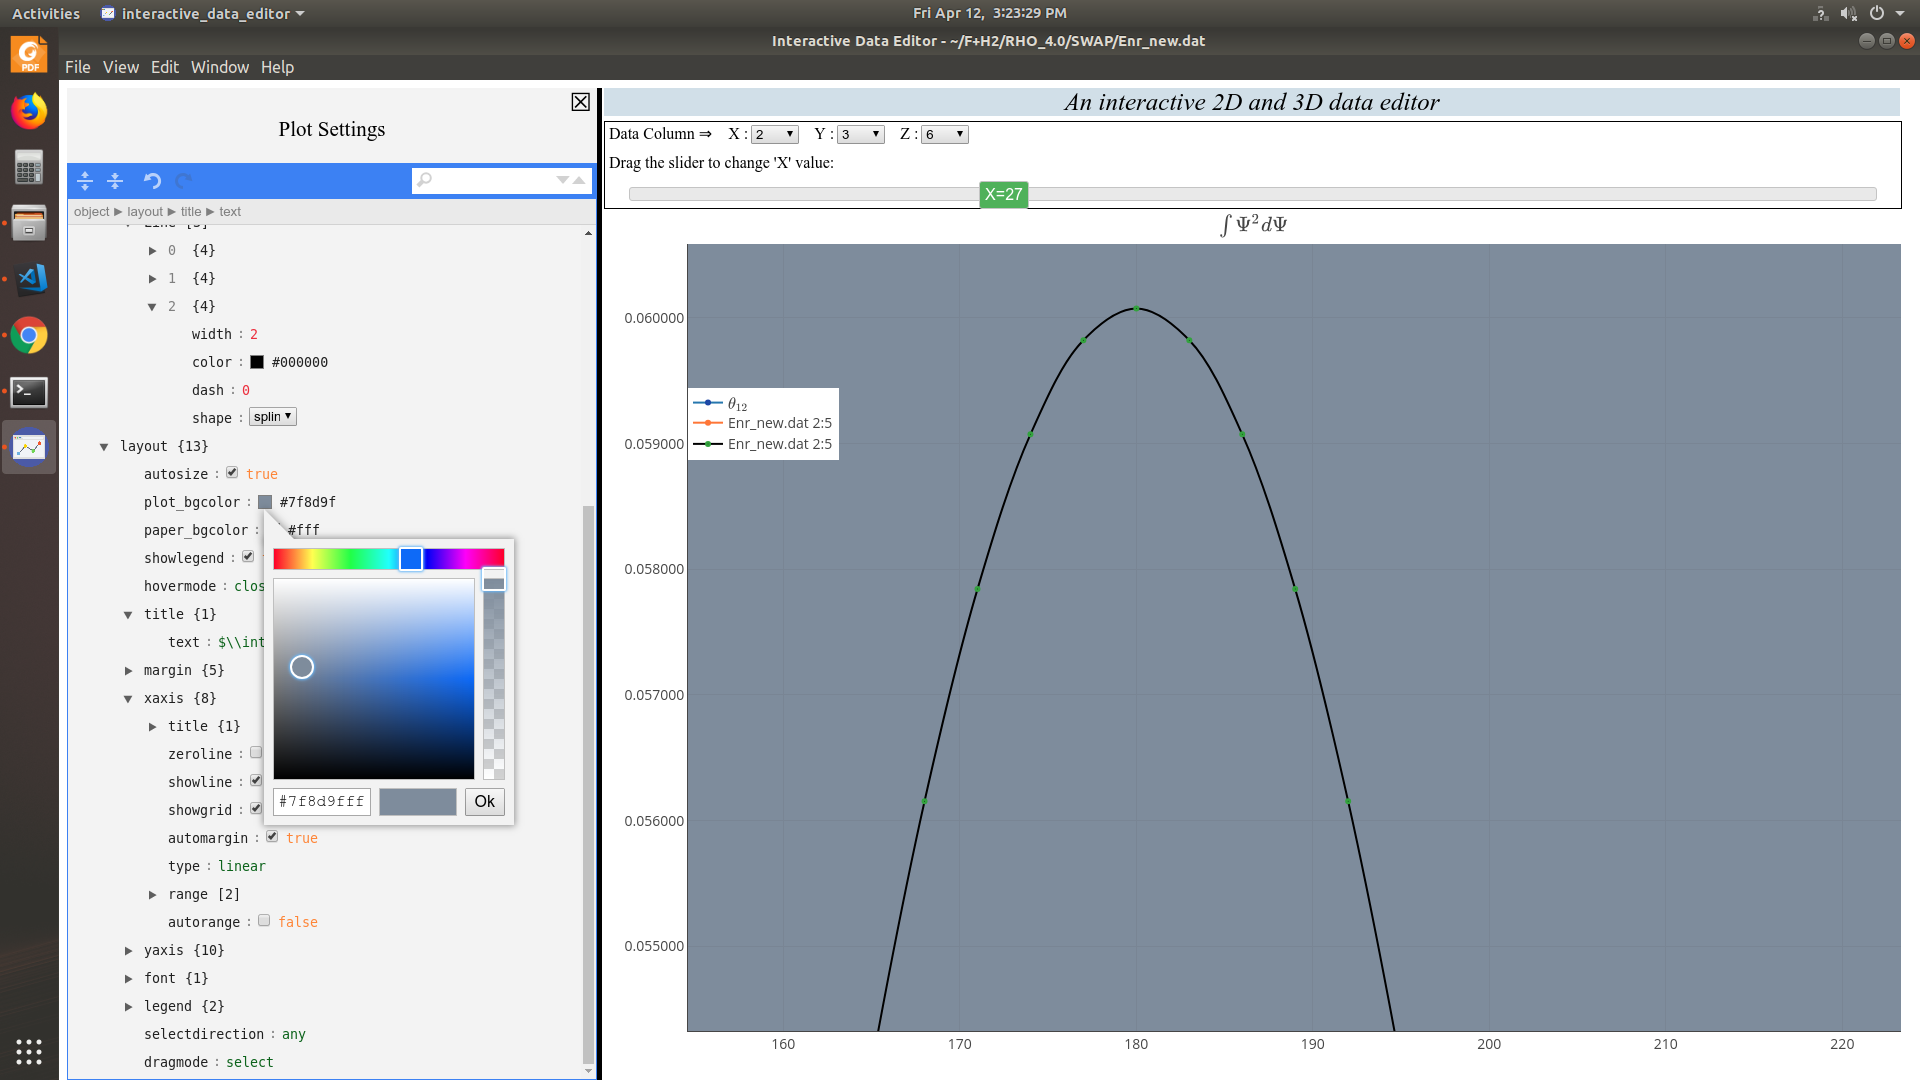 Activities
interactive_data_editor
Fri Apr 12,  3:23:29 PM
Interactive Data Editor - ~/F+H2/RHO_4.0/SWAP/Enr_new.dat
File View Edit Window Help
PDF
Plot Settings
object ▶ layout ▶ title ▶ text
0 {4}
1 {4}
2 {4}
width : 2
color : #000000
dash : 0
shape : splin
layout {13}
autosize : true
plot_bgcolor : #7f8d9f
paper_bgcolor : #fff
showlegend :
hovermode : clos
title {1}
text : $\\int
margin {5}
xaxis {8}
title {1}
zeroline :
showline :
showgrid :
#7f8d9fff
Ok
automargin : true
type : linear
range [2]
autorange : false
yaxis {10}
font {1}
legend {2}
selectdirection : any
dragmode : select
An interactive 2D and 3D data editor
Data Column ⇒ X : 2 Y : 3 Z : 6
Drag the slider to change 'X' value:
X=27
∫ Ψ² dΨ
0.060000
0.059000
0.058000
0.057000
0.056000
0.055000
θ₁₂
Enr_new.dat 2:5
Enr_new.dat 2:5
160 170 180 190 200 210 220